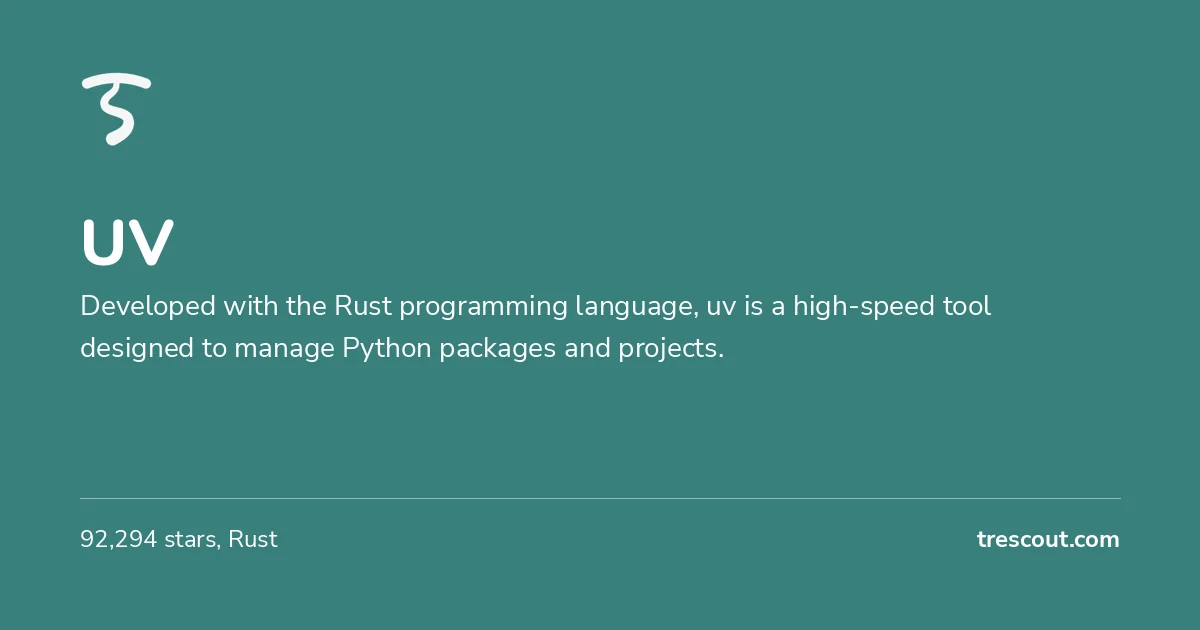 uv
Developed with the Rust programming language, uv is a high-speed tool
designed to manage Python packages and projects.
92,294 stars, Rust
trescout.com